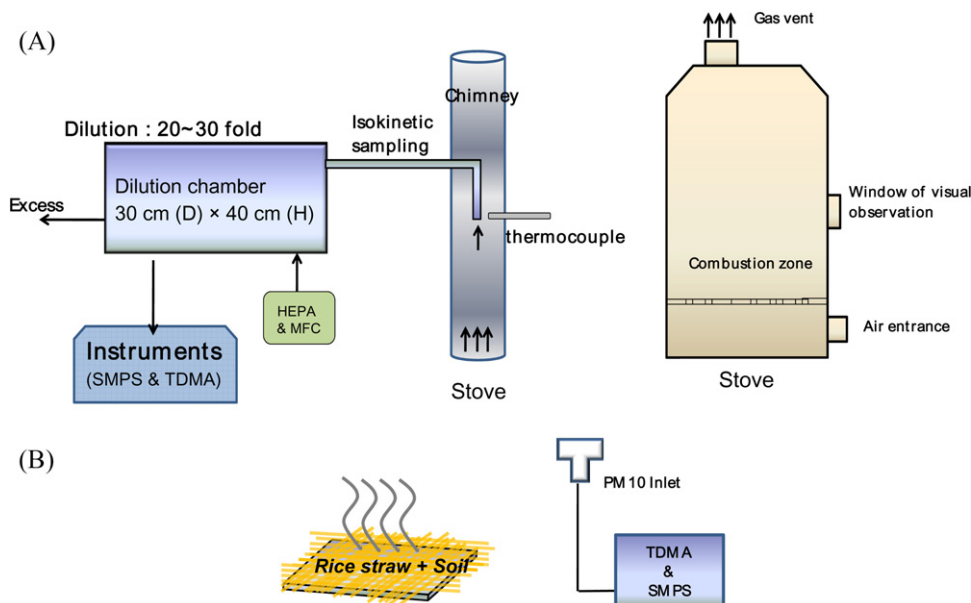 (A)
Gas vent
Chimney
Dilution : 20~30 fold
Isokinetic
sampling
Dilution chamber
30 cm (D) × 40 cm (H)
Excess
thermocouple
Window of visual
observation
Combustion zone
HEPA
& MFC
Instruments
(SMPS & TDMA)
Air entrance
Stove
Stove
(B)
PM10 Inlet
Rice straw + Soil
TDMA
&
SMPS